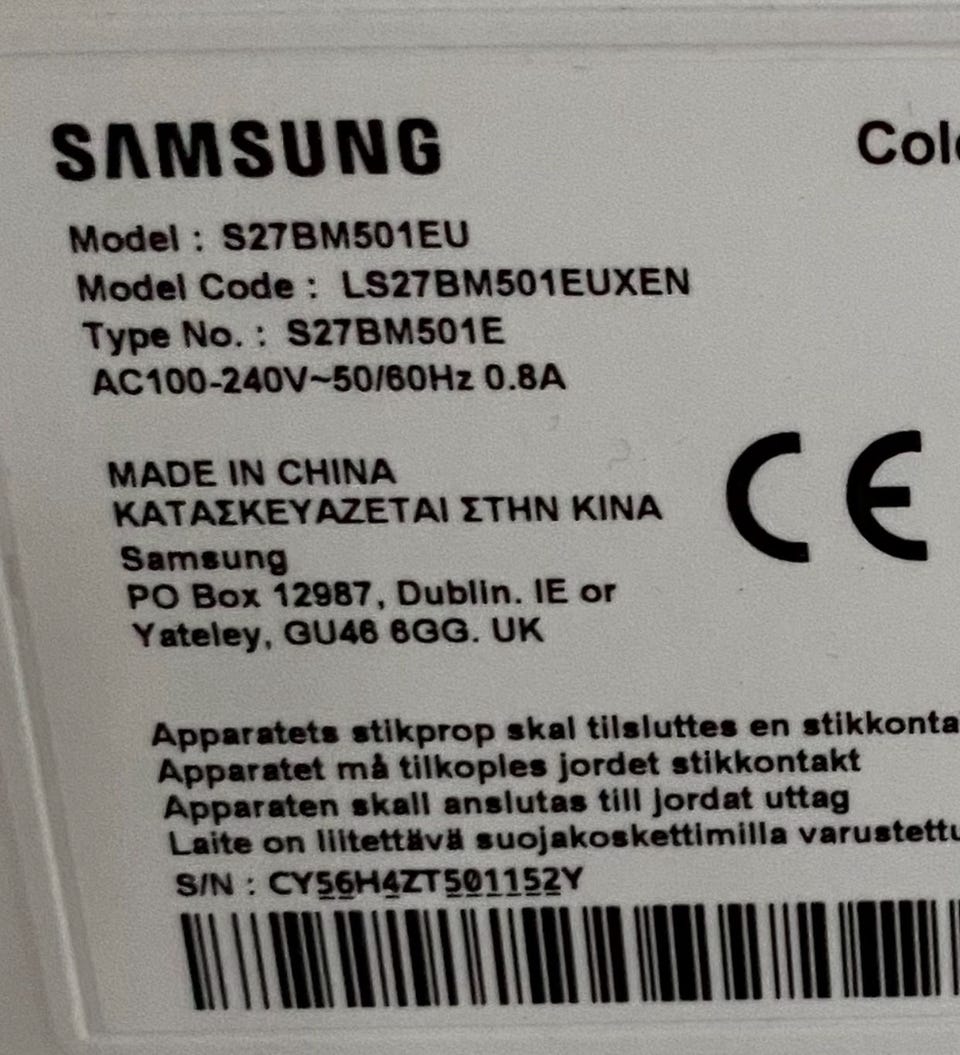 SAMSUNG
Model : S27BM501EU
Model Code : LS27BM501EUXEN
Type No. : S27BM501E
AC100-240V~50/60Hz 0.8A
MADE IN CHINA
ΚΑΤΑΣΚΕΥΑΖΕΤΑΙ ΣΤΗΝ ΚΙΝΑ
CE
Samsung
PO Box 12987, Dublin. IE or
Yateley, GU46 6GG. UK
Apparatets stikprop skal tilsluttes en
Apparatet må tilkoples jordet stikkontakt
Apparaten skall anslutas till jordat uttag
Laite on liitettävä suojakoskettimilla
S/N : CY56H4ZT501152Y